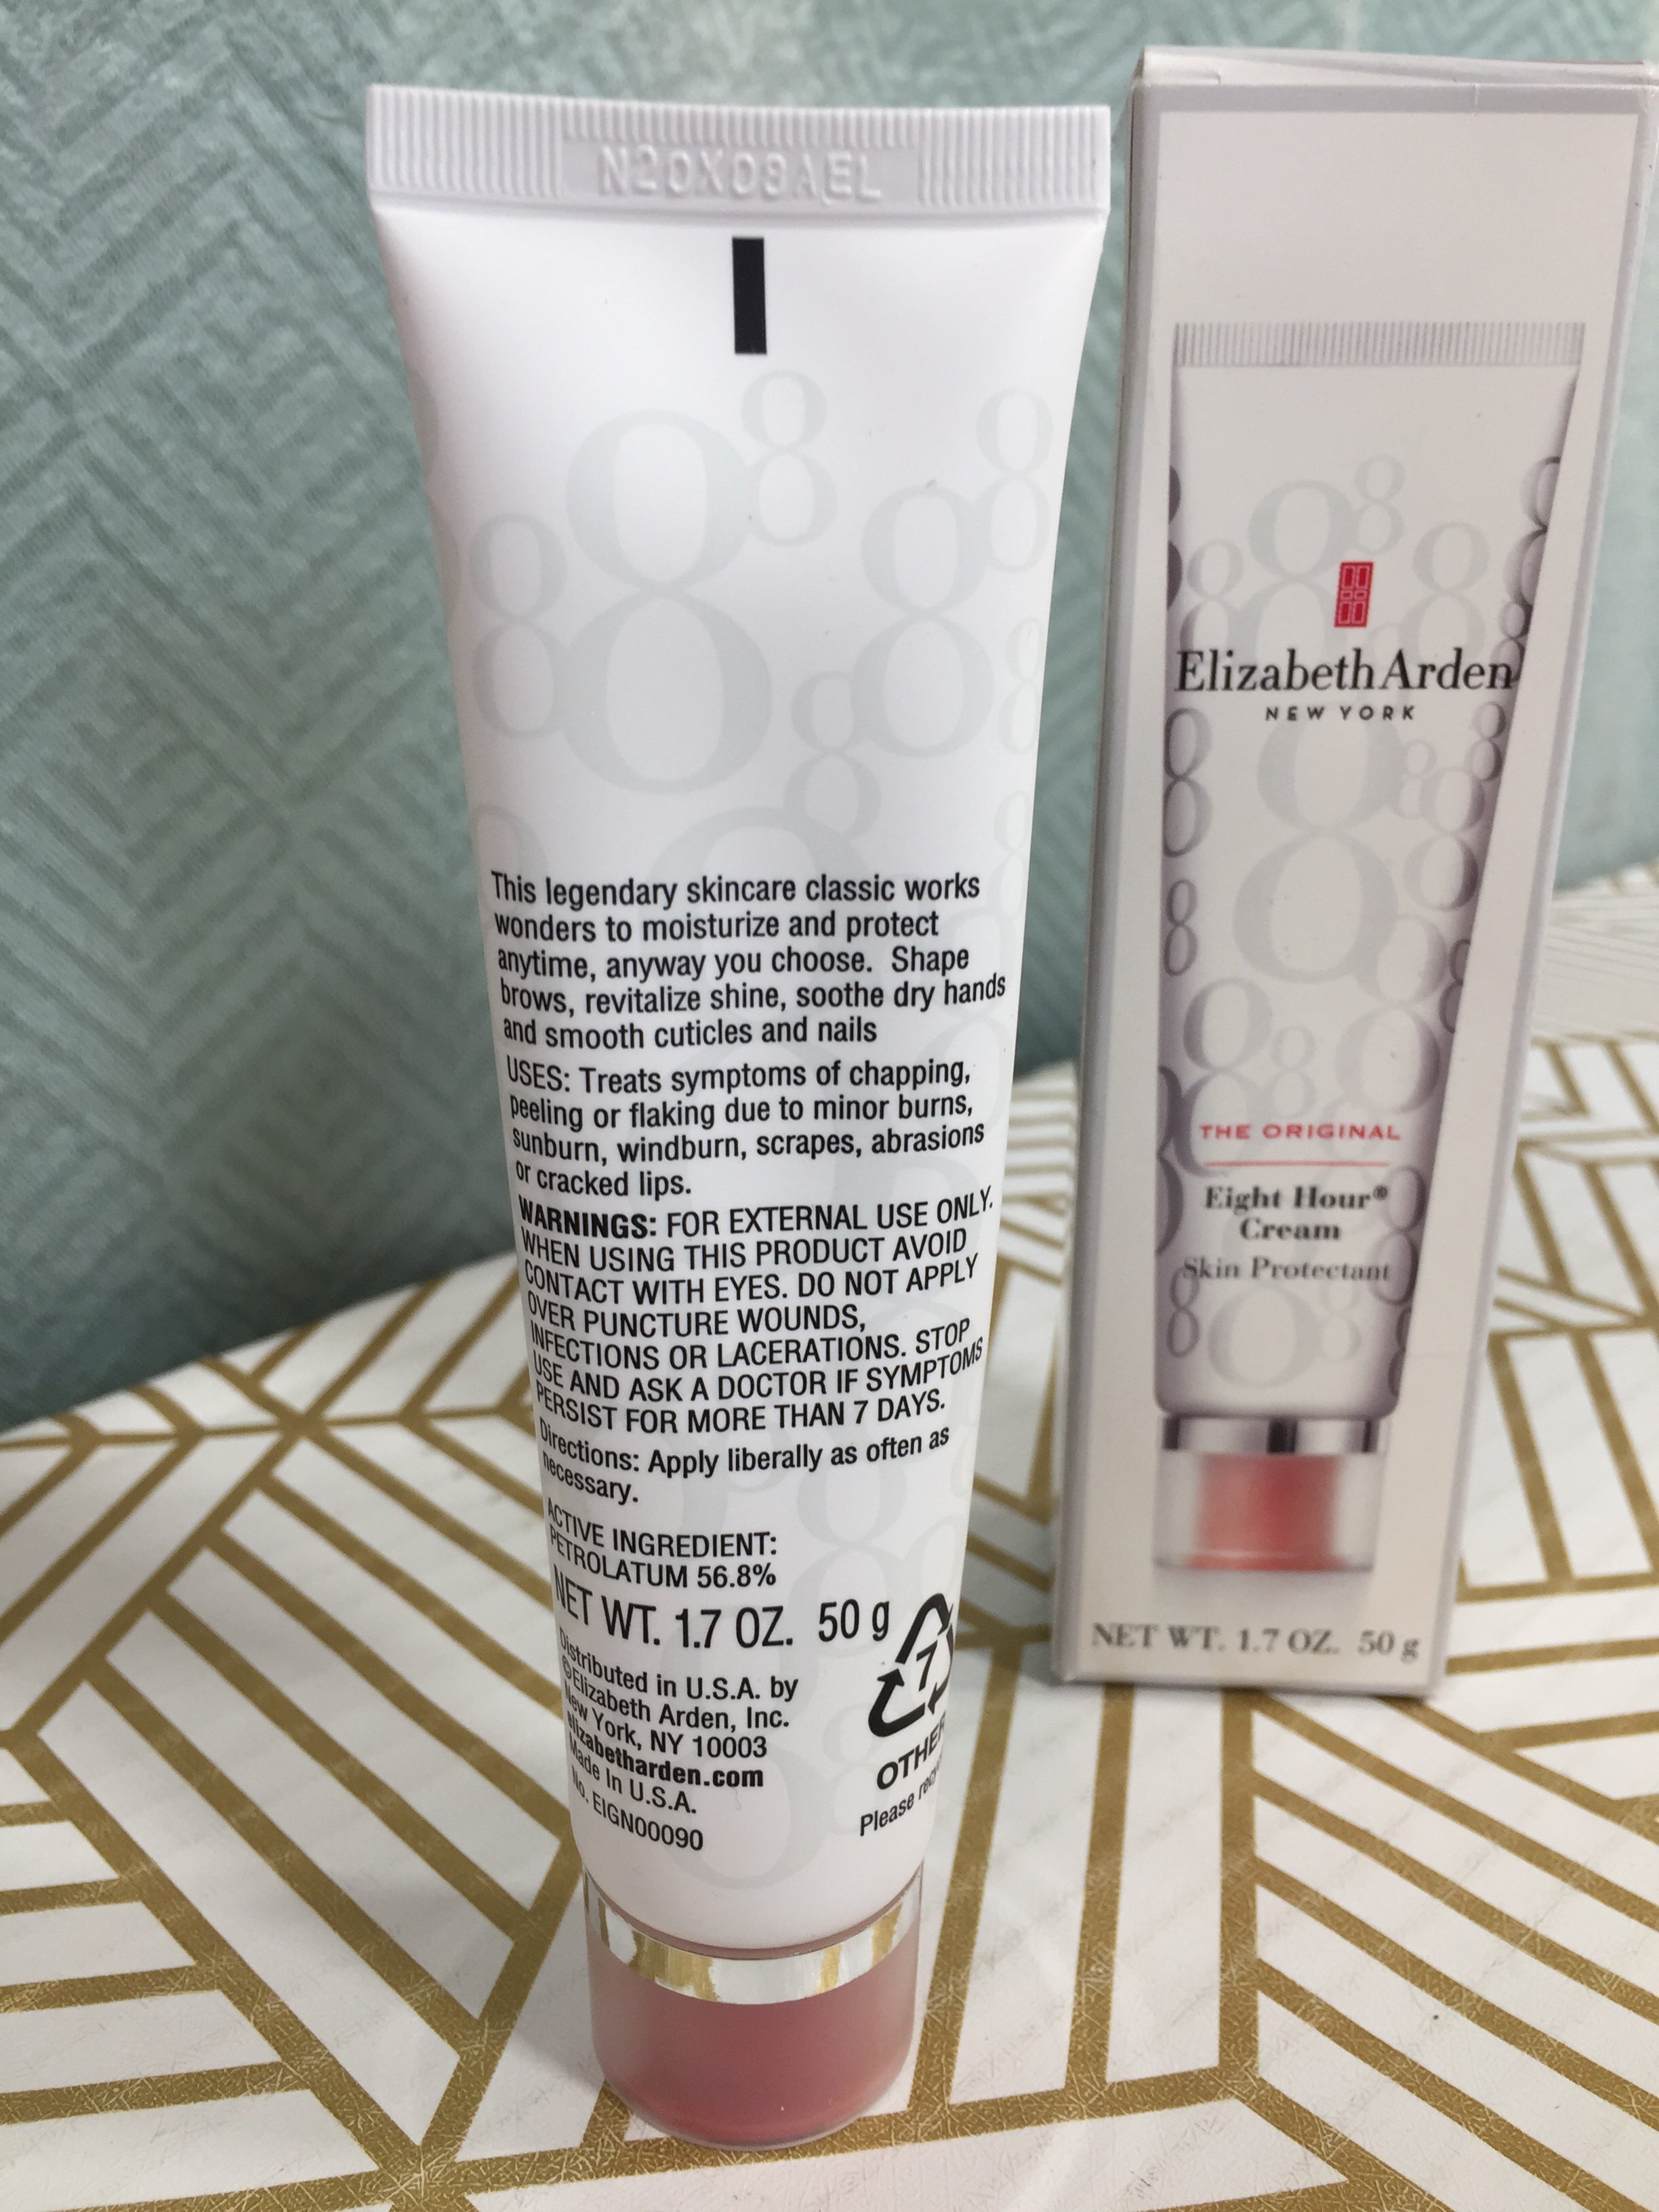 N20X08AEL
This legendary skincare classic works
wonders to moisturize and protect
anytime, anyway you choose. Shape
brows, revitalize shine, soothe dry hands
and smooth cuticles and nails
USES: Treats symptoms of chapping,
peeling or flaking due to minor burns,
sunburn, windburn, scrapes, abrasions
or cracked lips.
WARNINGS: FOR EXTERNAL USE ONLY.
WHEN USING THIS PRODUCT AVOID
CONTACT WITH EYES. DO NOT APPLY
OVER PUNCTURE WOUNDS,
INFECTIONS OR LACERATIONS. STOP
USE AND ASK A DOCTOR IF SYMPTOMS
PERSIST FOR MORE THAN 7 DAYS.
Directions: Apply liberally as often as
necessary.
ACTIVE INGREDIENT:
PETROLATUM 56.8%
NET WT. 1.7 OZ. 50 g
Distributed in U.S.A. by
©Elizabeth Arden, Inc.
New York, NY 10003
elizabetharden.com
Made In U.S.A.
No. EIGN00090
7
OTHER
Please
Elizabeth Arden
NEW YORK
THE ORIGINAL
Eight Hour®
Cream
Skin Protectant
NET WT. 1.7 OZ. 50 g